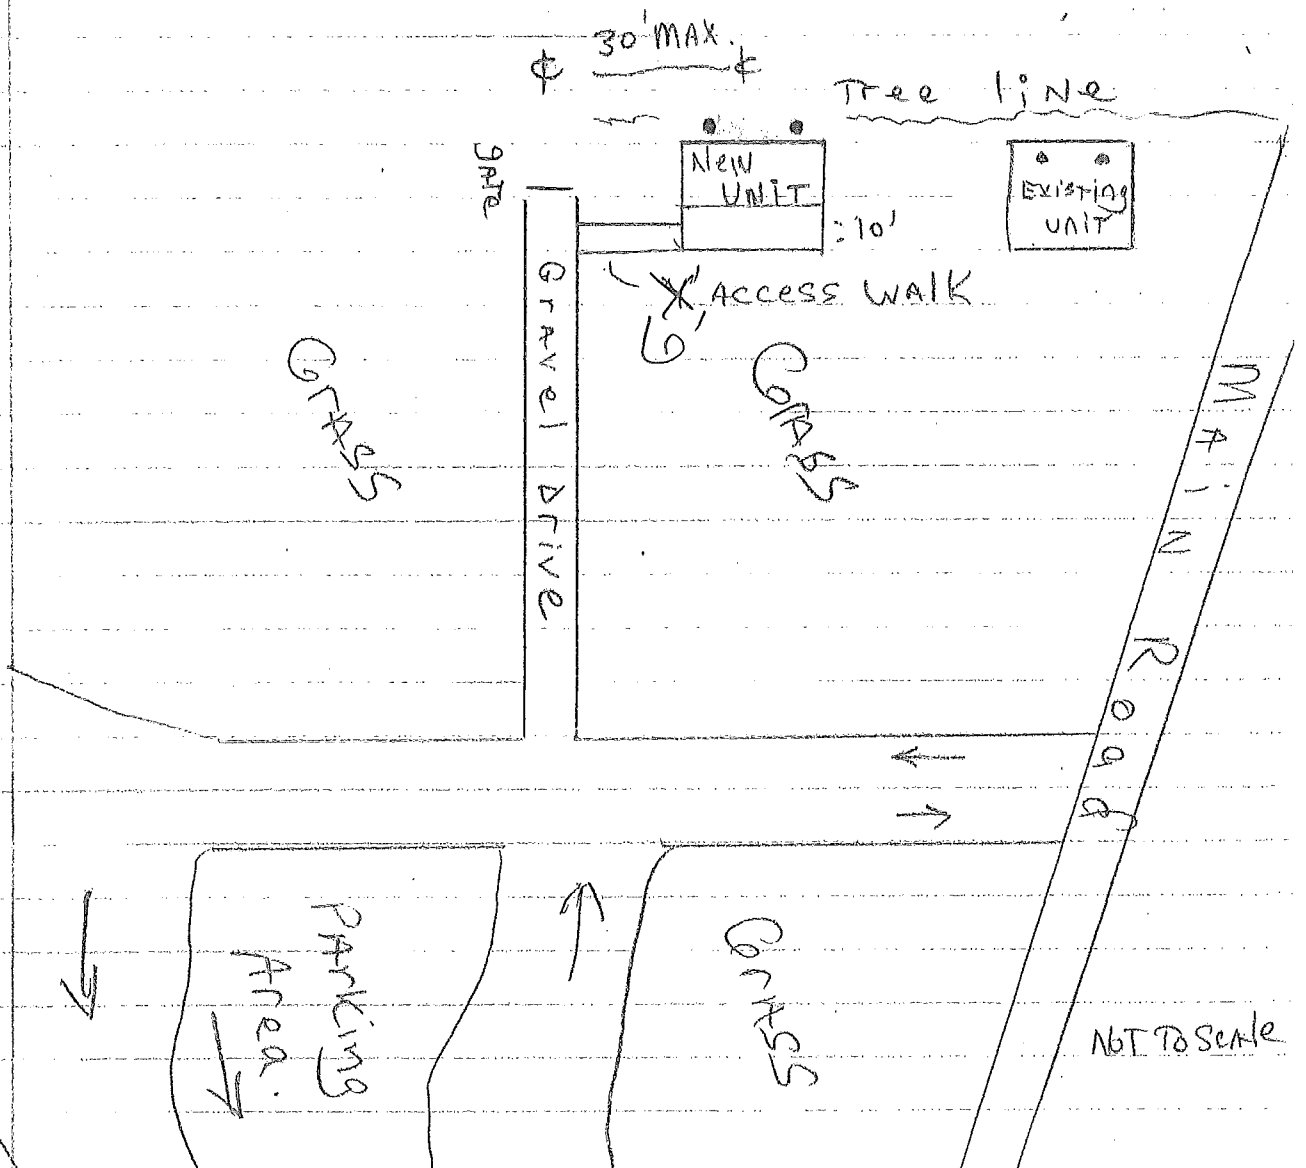 30' MAX.
Tree liNe
gATe
New
UNiT
Existing
UNiT
10'
ACCESS WALK
9'
GravEl Drive
GrASS
GrASS
MAiN Road
PArking
Area.
GrASS
NOT To ScAle